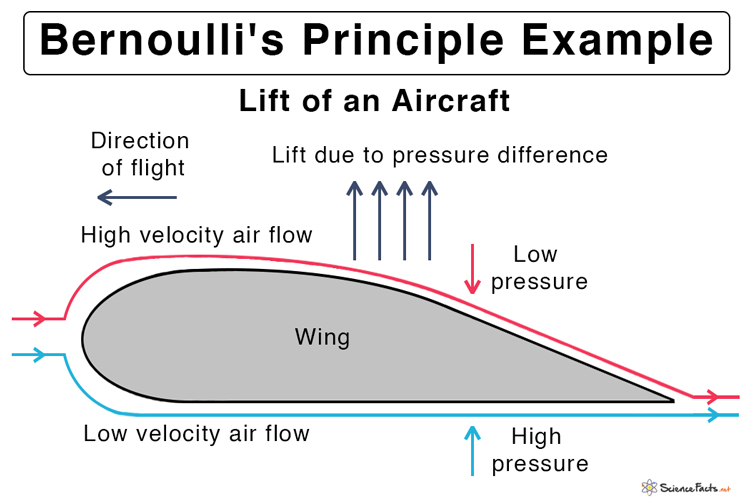 Bernoulli's Principle Example
Lift of an Aircraft
Direction
of flight
Lift due to pressure difference
High velocity air flow
Low
pressure
Wing
Low velocity air flow
High
pressure
ScienceFacts.net